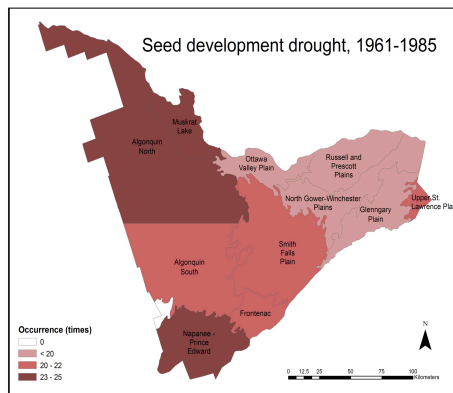 Seed development drought, 1961-1985
Muskrat
Lake
Algonquin
North
Ottawa
Valley Plain
Russell and
Prescott
Plains
North Gower-Winchester
Plains
Glenngary
Plain
Upper St.
Lawrence Pla
Algonquin
South
Smith
Falls
Plain
Frontenac
Napanee -
Prince
Edward
Occurrence (times)
0
< 20
20 - 22
23 - 25
N
0 12.5 25 50 75 100
Kilometers